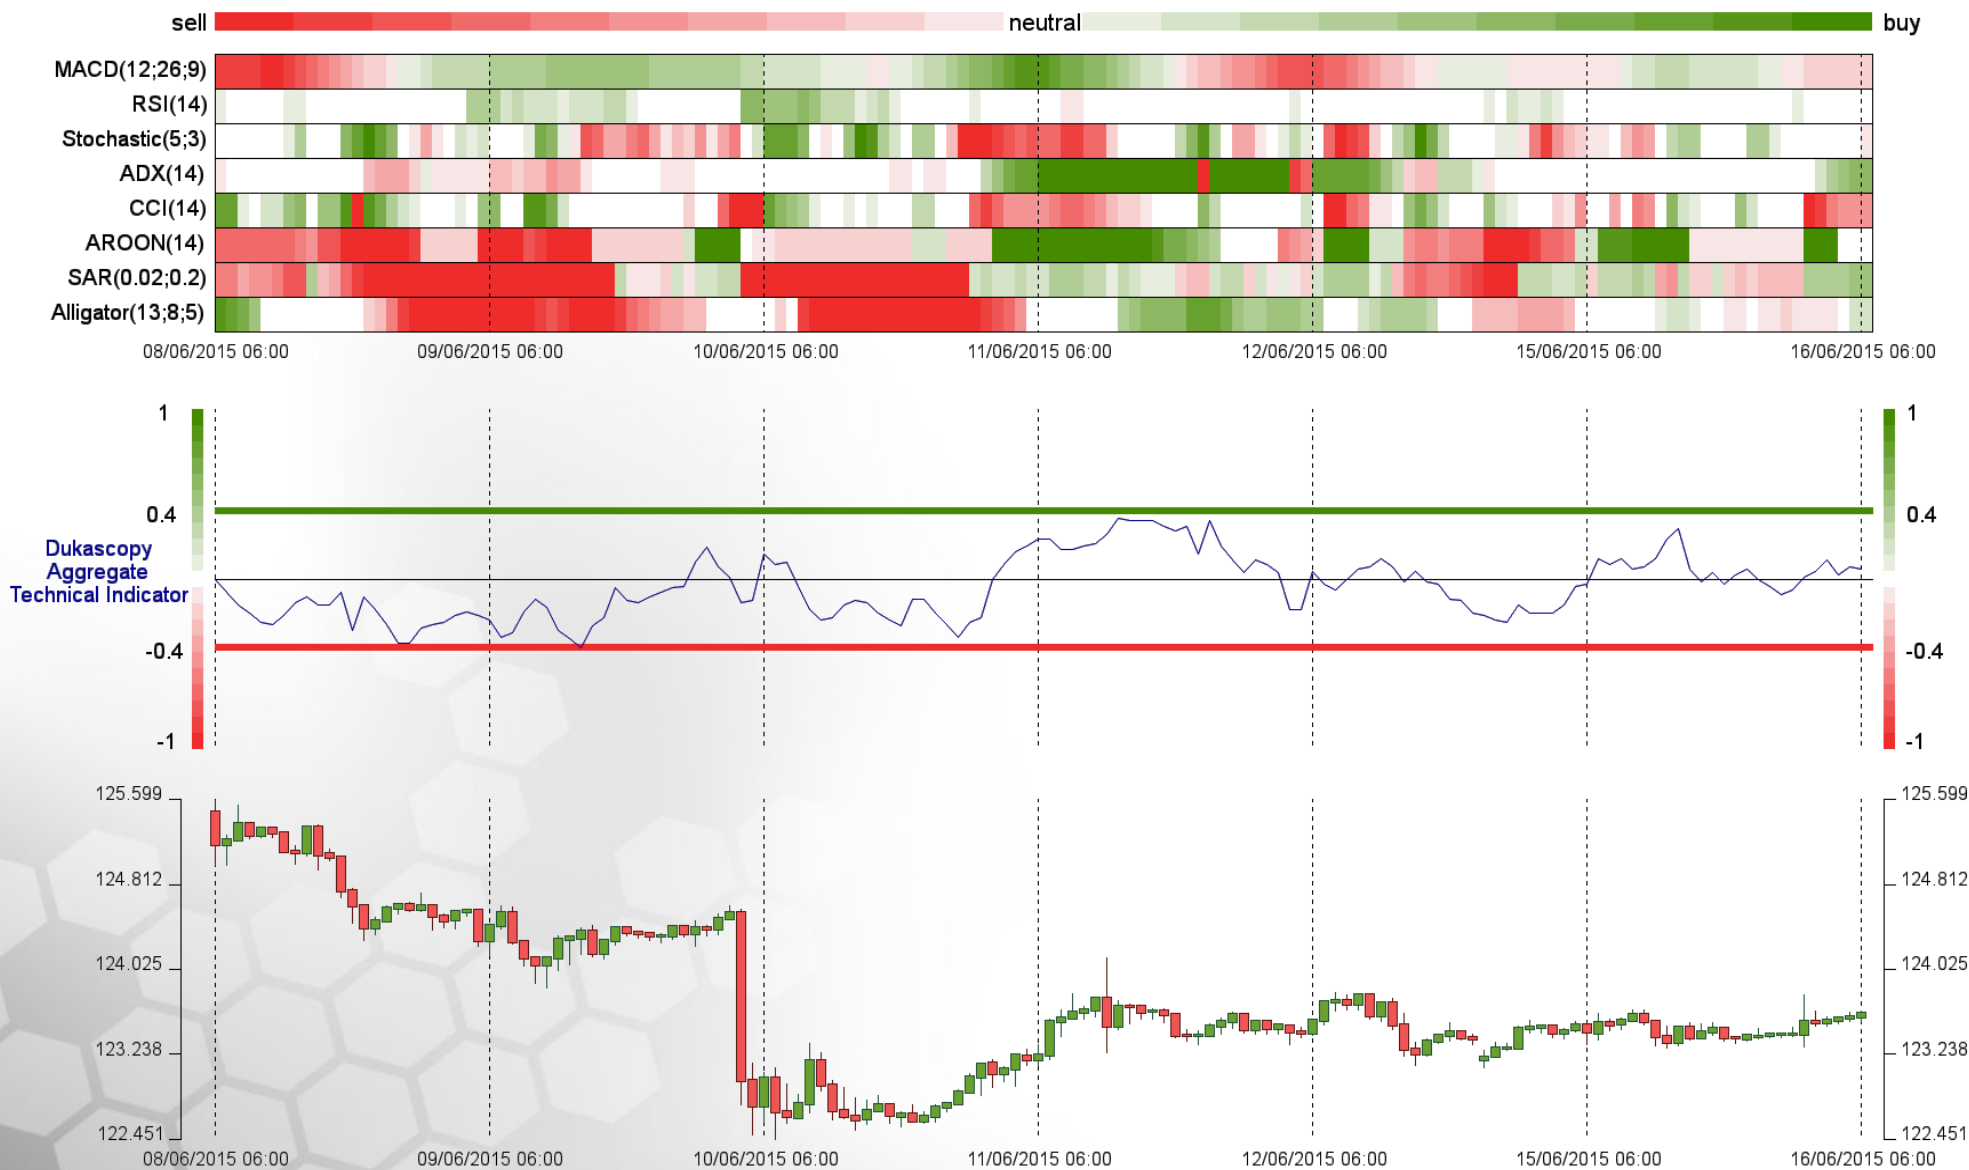 sell neutral buy
MACD(12;26;9)
RSI(14)
Stochastic(5;3)
ADX(14)
CCI(14)
AROON(14)
SAR(0.02;0.2)
Alligator(13;8;5)
08/06/2015 06:00 09/06/2015 06:00 10/06/2015 06:00 11/06/2015 06:00 12/06/2015 06:00 15/06/2015 06:00 16/06/2015 06:00
1 1
0.4 0.4
Dukascopy
Aggregate
Technical Indicator
-0.4 -0.4
-1 -1
125.599 125.599
124.812 124.812
124.025 124.025
123.238 123.238
122.451 122.451
08/06/2015 06:00 09/06/2015 06:00 10/06/2015 06:00 11/06/2015 06:00 12/06/2015 06:00 15/06/2015 06:00 16/06/2015 06:00